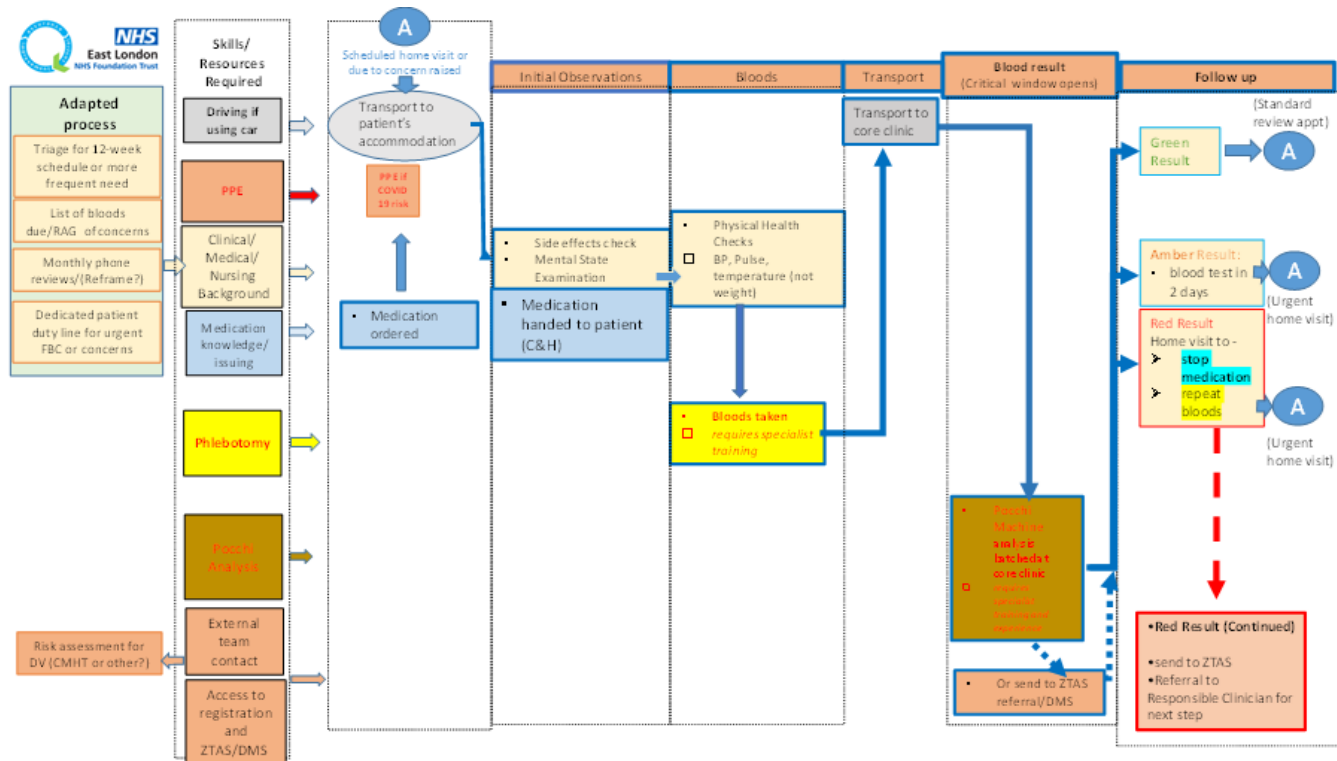 NHS
East London
NHS Foundation Trust
Adapted
process
Triage for 12-week
schedule or more
frequent need
List of bloods
due/RAG of concerns
Monthly phone
reviews/(Reframe?)
Dedicated patient
duty line for urgent
FBC or concerns
Risk assessment for
DV (CMHT or other?)
Skills/
Resources
Required
Driving if
using car
PPE
Clinical/
Medical/
Nursing
Background
Medication
knowledge/
issuing
Phlebotomy
Pocchi
Analysis
External
team
contact
Access to
registration
and
ZTAS/DMS
A
Scheduled home visit or
due to concern raised
Transport to
patient's
accommodation
PPE if
COVID
19 risk
▪ Medication
ordered
Initial Observations
▪ Side effects check
▪ Mental State
Examination
▪ Medication
handed to patient
(C&H)
Bloods
▪ Physical Health
Checks
□ BP, Pulse,
temperature (not
weight)
▪ Bloods taken
□ requires specialist
training
Transport
Transport to
core clinic
Blood result
(Critical window opens)
▪ Pocchi
Machine
analysis
batched at
core clinic
□ requires
▪ Or send to ZTAS
referral/DMS
Follow up
(Standard
review appt)
Green
Result
A
Amber Result:
▪ blood test in
2 days
A
(Urgent
home visit)
Red Result
Home visit to -
➢ stop
medication
➢ repeat
bloods
A
(Urgent
home visit)
•Red Result (Continued)
•send to ZTAS
•Referral to
Responsible Clinician for
next step